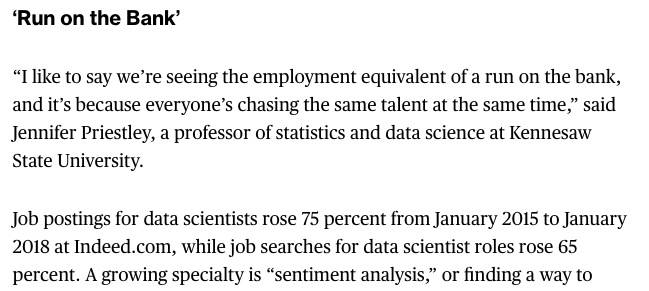 ‘Run on the Bank’
“I like to say we’re seeing the employment equivalent of a run on the bank,
and it’s because everyone’s chasing the same talent at the same time,” said
Jennifer Priestley, a professor of statistics and data science at Kennesaw
State University.
Job postings for data scientists rose 75 percent from January 2015 to January
2018 at Indeed.com, while job searches for data scientist roles rose 65
percent. A growing specialty is “sentiment analysis,” or finding a way to